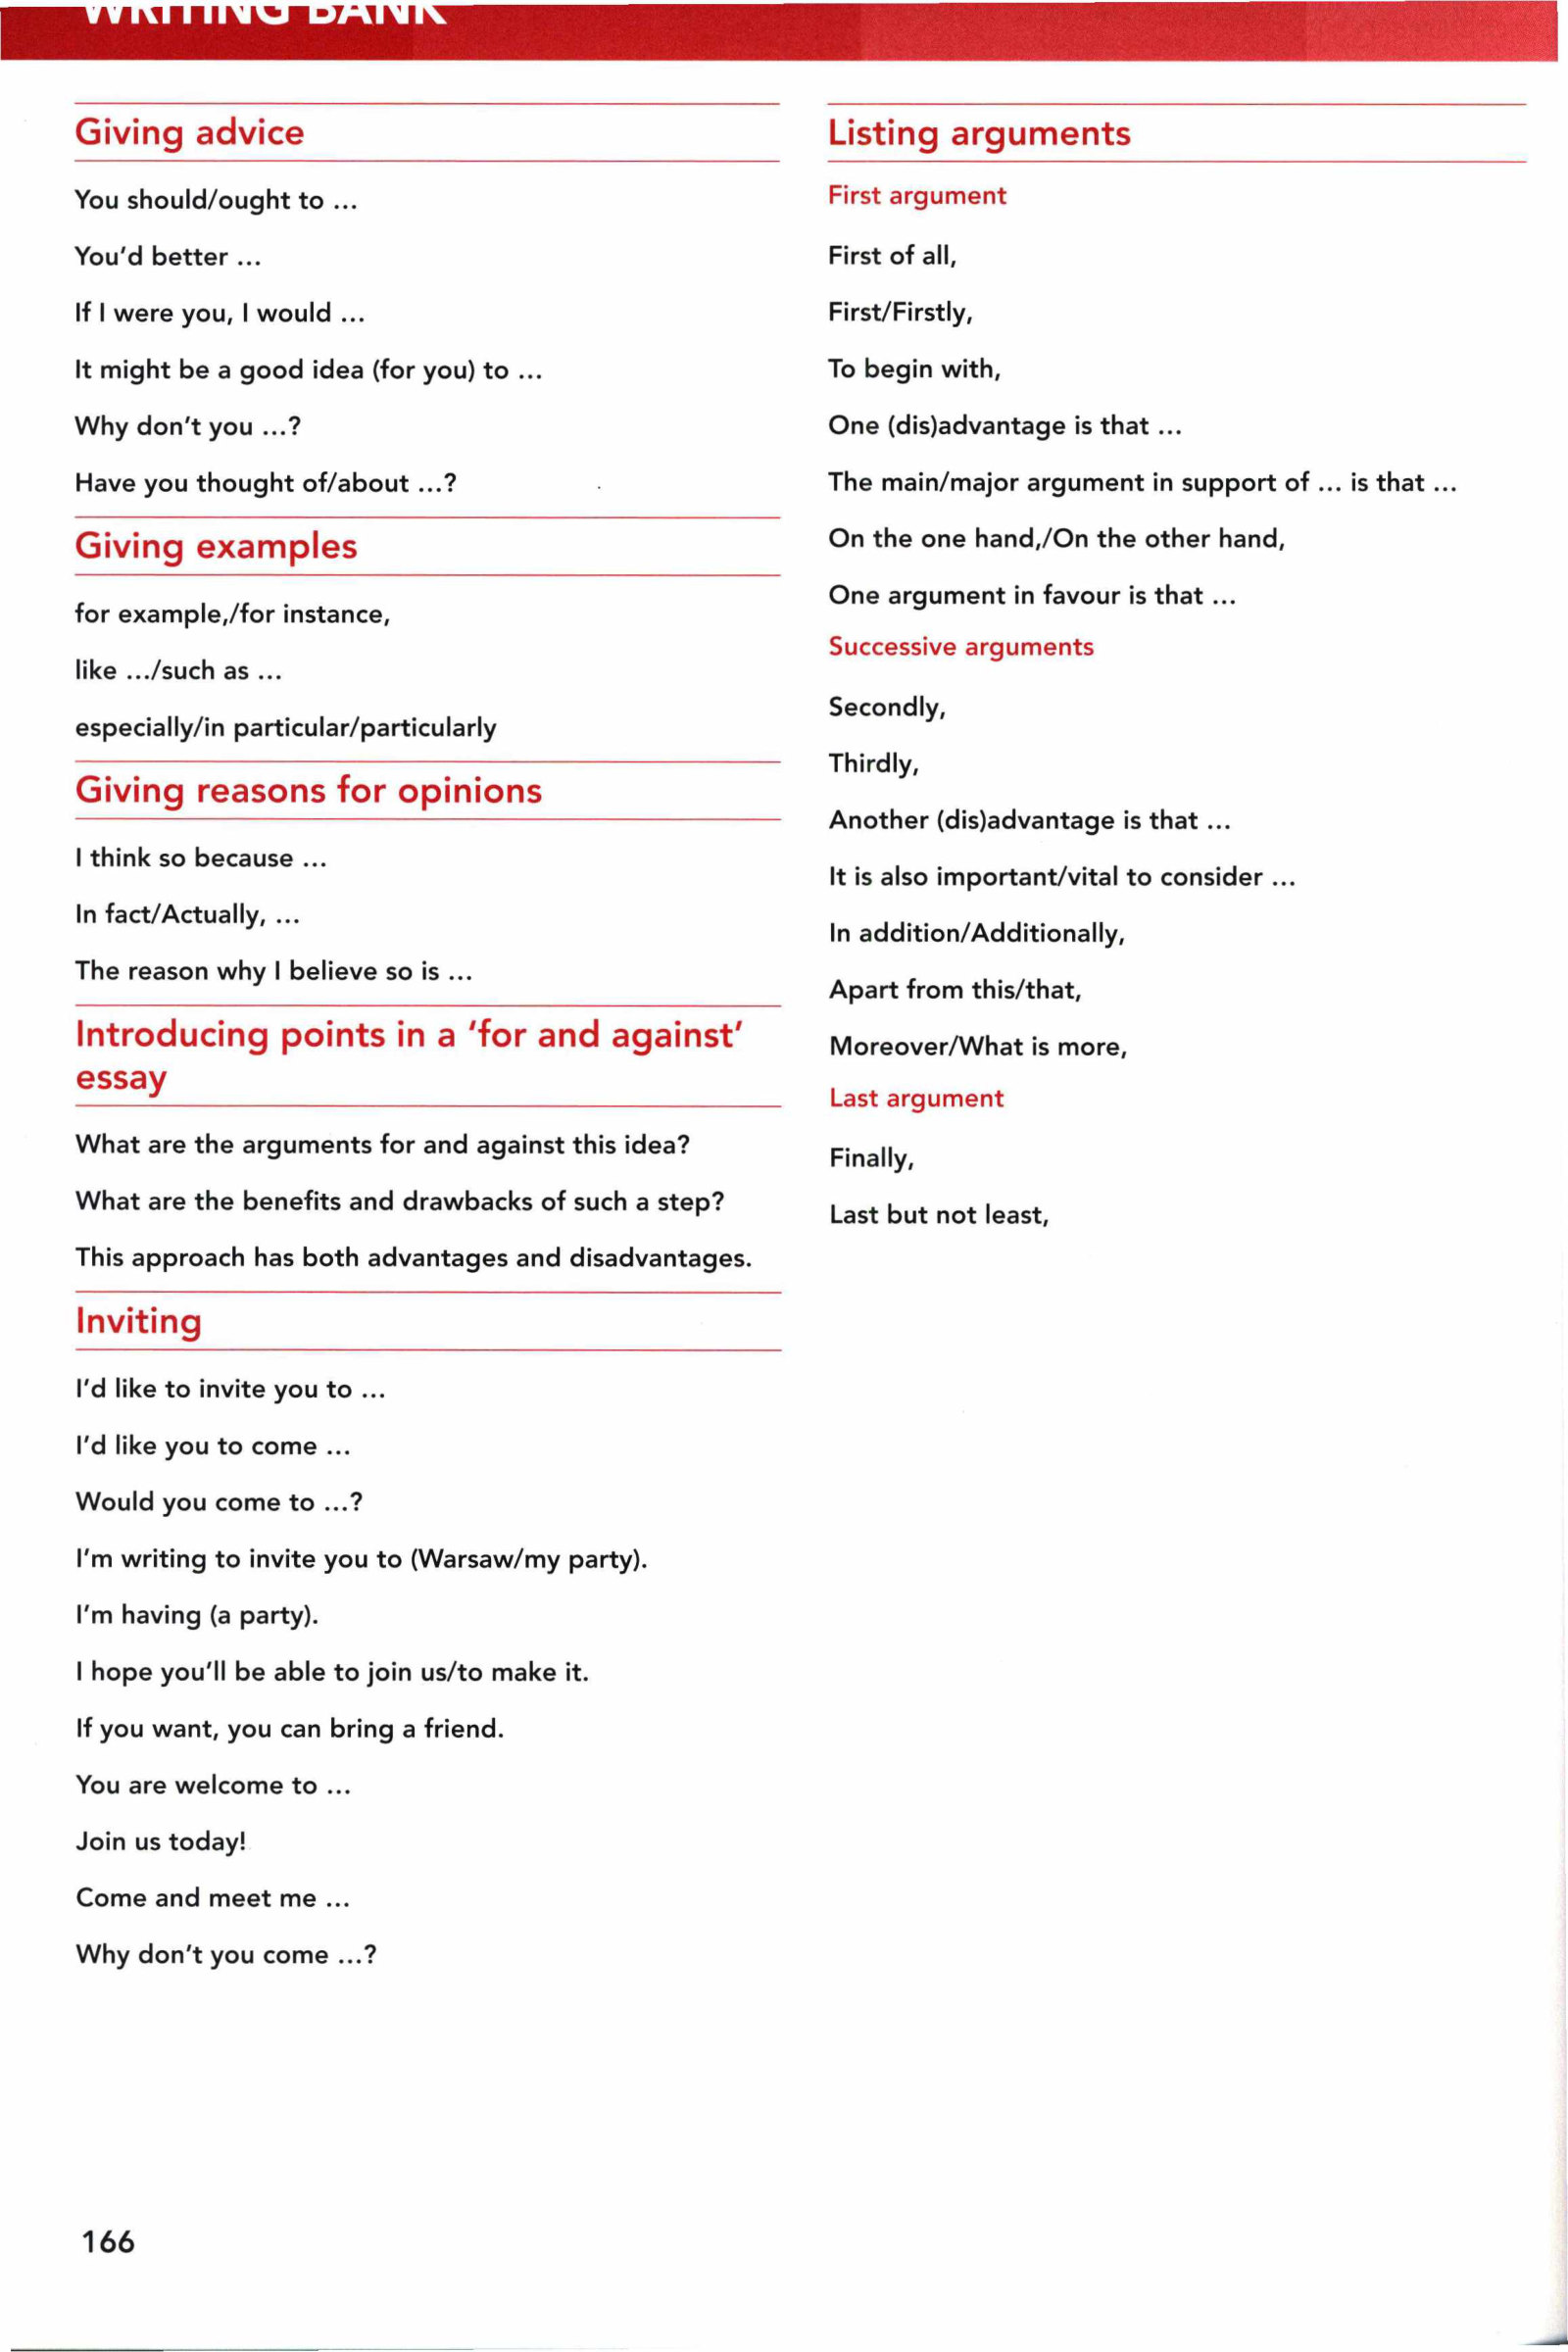 WRITING BANK
Giving advice
You should/ought to ...
You'd better ...
If I were you, I would ...
It might be a good idea (for you) to ...
Why don't you ...?
Have you thought of/about ...?
Giving examples
for example,/for instance,
like .../such as ...
especially/in particular/particularly
Giving reasons for opinions
I think so because ...
In fact/Actually, ...
The reason why I believe so is ...
Introducing points in a 'for and against'
essay
What are the arguments for and against this idea?
What are the benefits and drawbacks of such a step?
This approach has both advantages and disadvantages.
Inviting
I'd like to invite you to ...
I'd like you to come ...
Would you come to ...?
I'm writing to invite you to (Warsaw/my party).
I'm having (a party).
I hope you'll be able to join us/to make it.
If you want, you can bring a friend.
You are welcome to ...
Join us today!
Come and meet me ...
Why don't you come ...?
Listing arguments
First argument
First of all,
First/Firstly,
To begin with,
One (dis)advantage is that ...
The main/major argument in support of ... is that ...
On the one hand,/On the other hand,
One argument in favour is that ...
Successive arguments
Secondly,
Thirdly,
Another (dis)advantage is that ...
It is also important/vital to consider ...
In addition/Additionally,
Apart from this/that,
Moreover/What is more,
Last argument
Finally,
Last but not least,
166